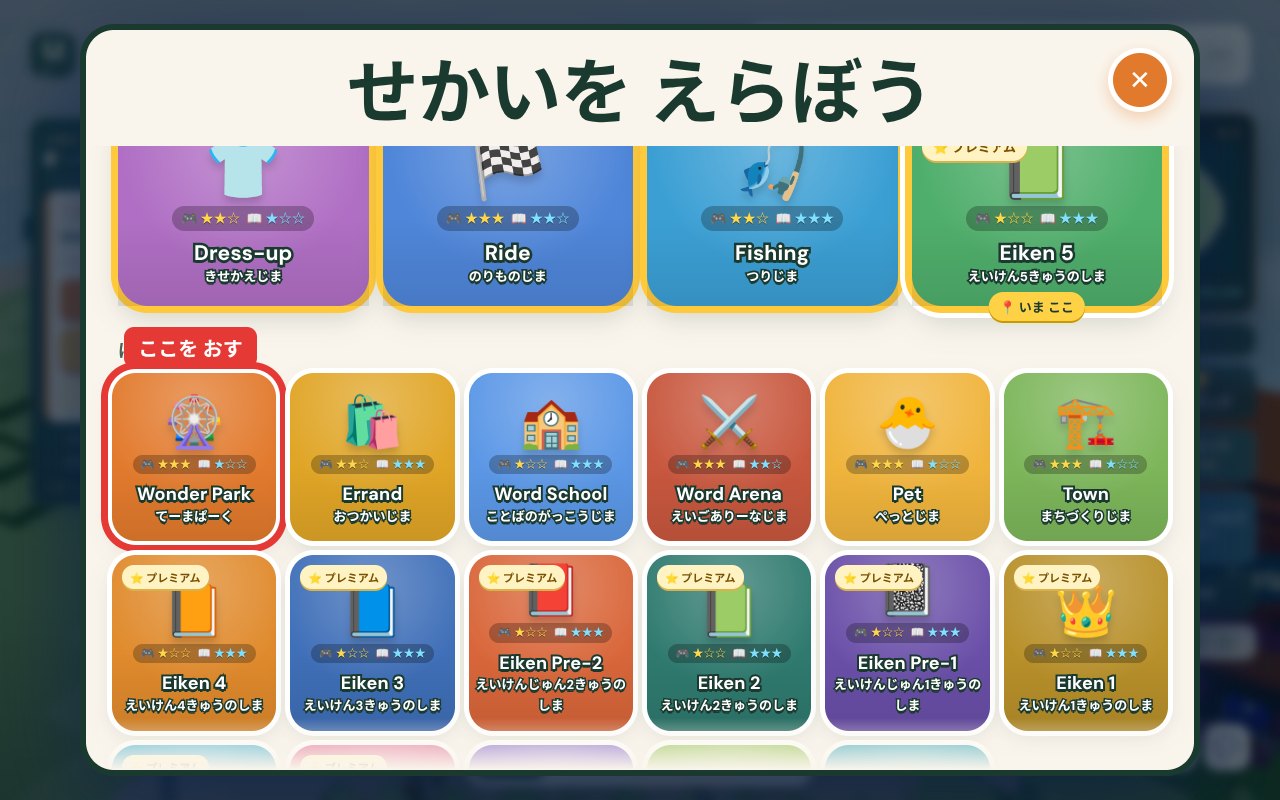 せかいを えらぼう
×
プレミアム
★★☆ ★☆☆
★★★ ★★☆
★★☆ ★★★
★☆☆ ★★★
Dress-up
きせかえじま
Ride
のりものじま
Fishing
つりじま
Eiken 5
えいけん5きゅうのしま
いま ここ
ここを おす
★★★ ★☆☆
Wonder Park
てーまぱーく
★★☆ ★★★
Errand
おつかいじま
★☆☆ ★★★
Word School
ことばのがっこうじま
★★★ ★★☆
Word Arena
えいごありーなじま
★★★ ★☆☆
Pet
ぺっとじま
★★★ ★☆☆
Town
まちづくりじま
プレミアム
★☆☆ ★★★
Eiken 4
えいけん4きゅうのしま
プレミアム
★☆☆ ★★★
Eiken 3
えいけん3きゅうのしま
プレミアム
★☆☆ ★★★
Eiken Pre-2
えいけんじゅん2きゅうの
しま
プレミアム
★☆☆ ★★★
Eiken 2
えいけん2きゅうのしま
プレミアム
★☆☆ ★★★
Eiken Pre-1
えいけんじゅん1きゅうの
しま
プレミアム
★☆☆ ★★★
Eiken 1
えいけん1きゅうのしま